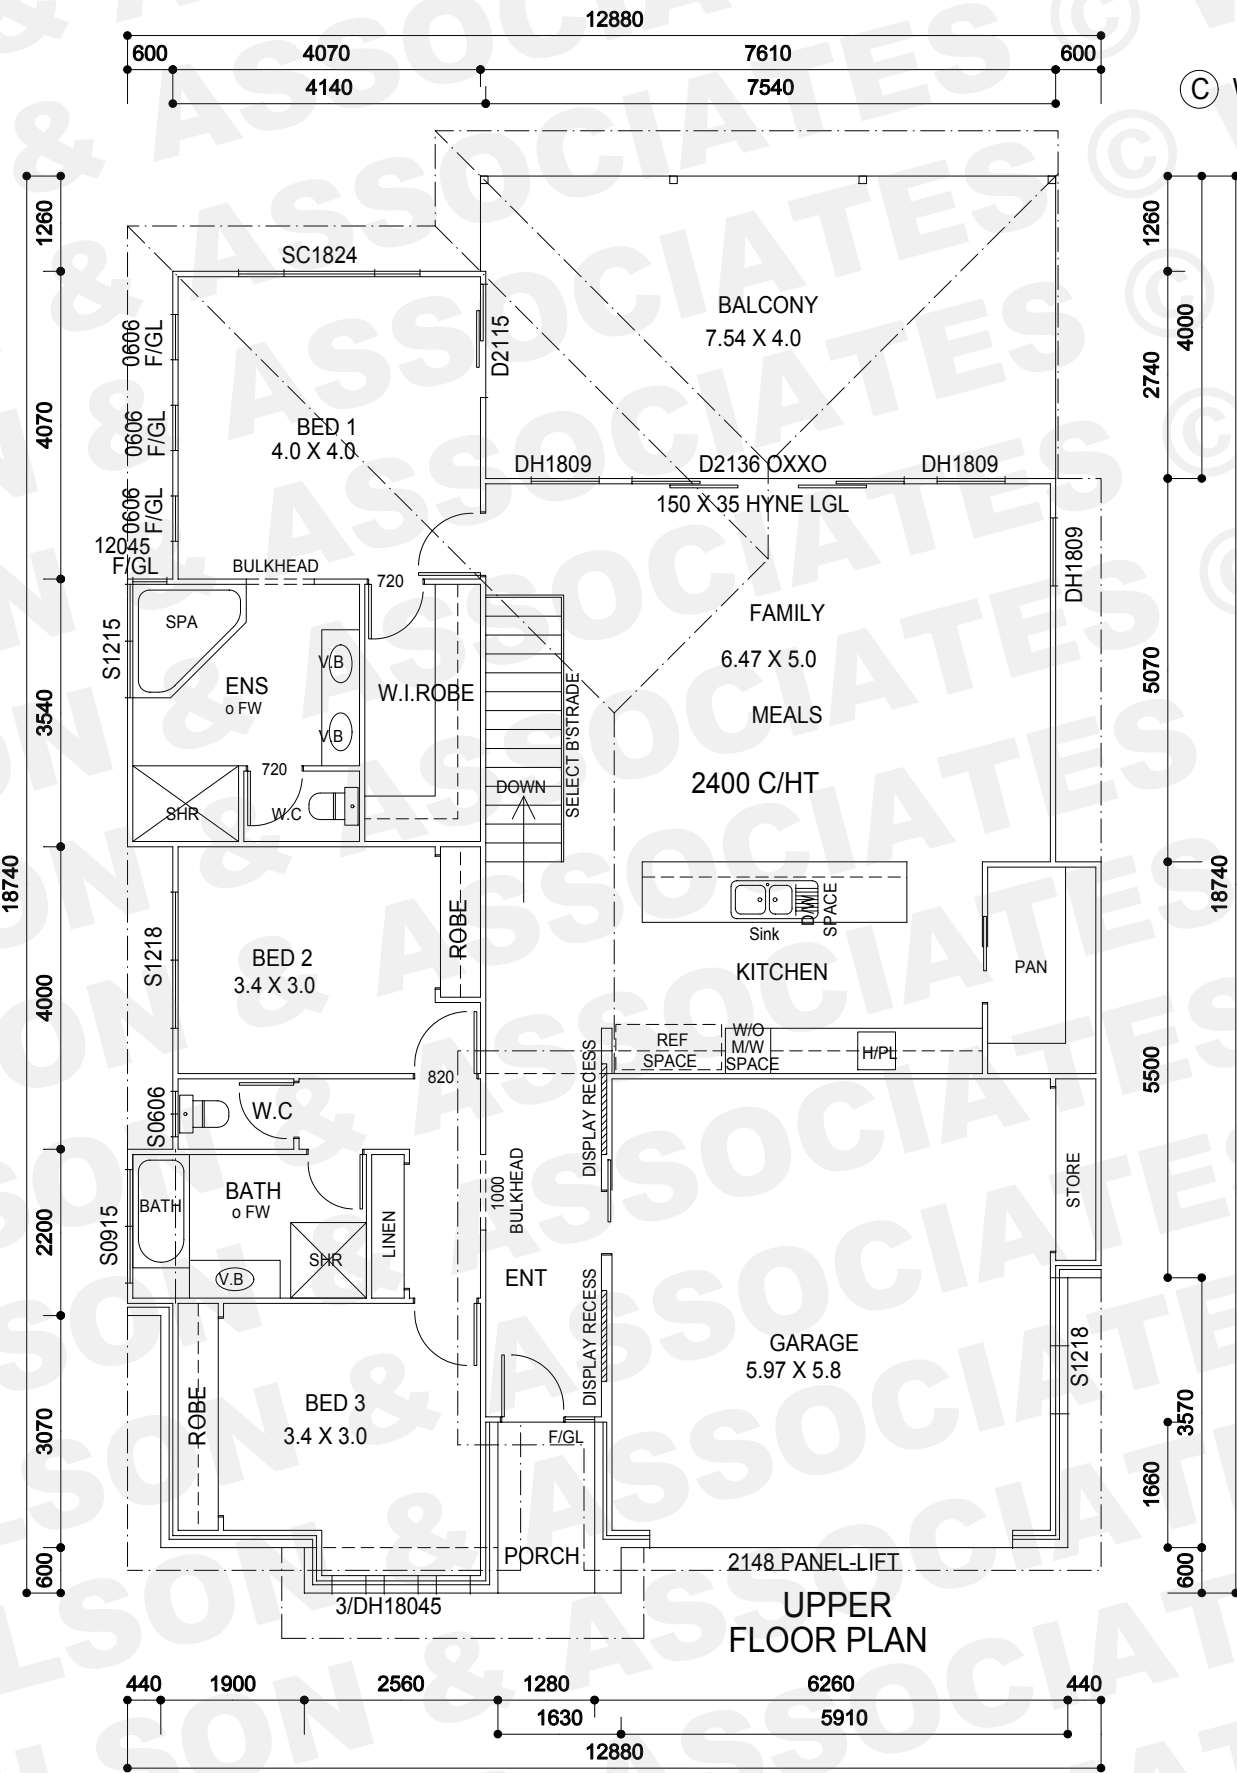 12880
600 4070 7610 600
4140 7540
C
1260
1260
SC1824
BALCONY
7.54 X 4.0
4000
0606
F/GL
D2115
2740
4070
0606
F/GL
BED 1
4.0 X 4.0
DH1809
D2136 OXXO
DH1809
0606
F/GL
150 X 35 HYNE LGL
12045
F/GL
BULKHEAD
720
DH1809
SPA
FAMILY
S1215
V.B
6.47 X 5.0
5070
ENS
o FW
W.I.ROBE
3540
V.B
SELECT B'STRADE
MEALS
720
DOWN
2400 C/HT
SHR
W.C
18740
18740
ROBE
D/W
SPACE
Sink
S1218
BED 2
3.4 X 3.0
KITCHEN
PAN
4000
REF
SPACE
W/O
M/W
SPACE
H/PL
820
DISPLAY RECESS
5500
S0606
W.C
1000
BULKHEAD
STORE
BATH
BATH
o FW
LINEN
S0915
2200
SHR
V.B
ENT
DISPLAY RECESS
GARAGE
5.97 X 5.8
S1218
ROBE
BED 3
3.4 X 3.0
F/GL
3070
3570
1660
PORCH
2148 PANEL-LIFT
600
600
3/DH18045
UPPER
FLOOR PLAN
440 1900 2560 1280 6260 440
1630 5910
12880
& ASSOCIATES ©